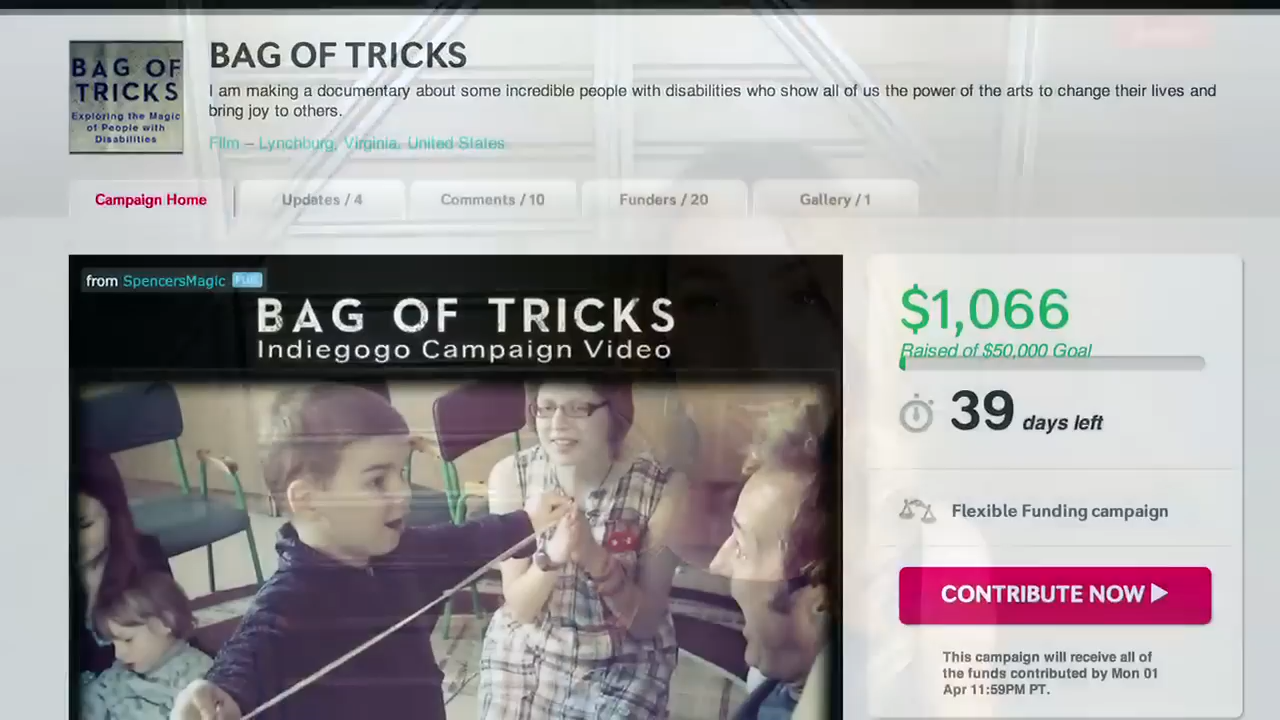 BAG OF TRICKS
I am making a documentary about some incredible people with disabilities who show all of us the power of the arts to change their lives and
bring joy to others.
Film – Lynchburg, Virginia, United States
BAG OF
TRICKS
Exploring the Magic
of People with
Disabilities
Campaign Home
Updates / 4
Comments / 10
Funders / 20
Gallery / 1
from SpencersMagic
BAG OF TRICKS
Indiegogo Campaign Video
$1,066
Raised of $50,000 Goal
39 days left
Flexible Funding campaign
CONTRIBUTE NOW
This campaign will receive all of
the funds contributed by Mon 01
Apr 11:59PM PT.